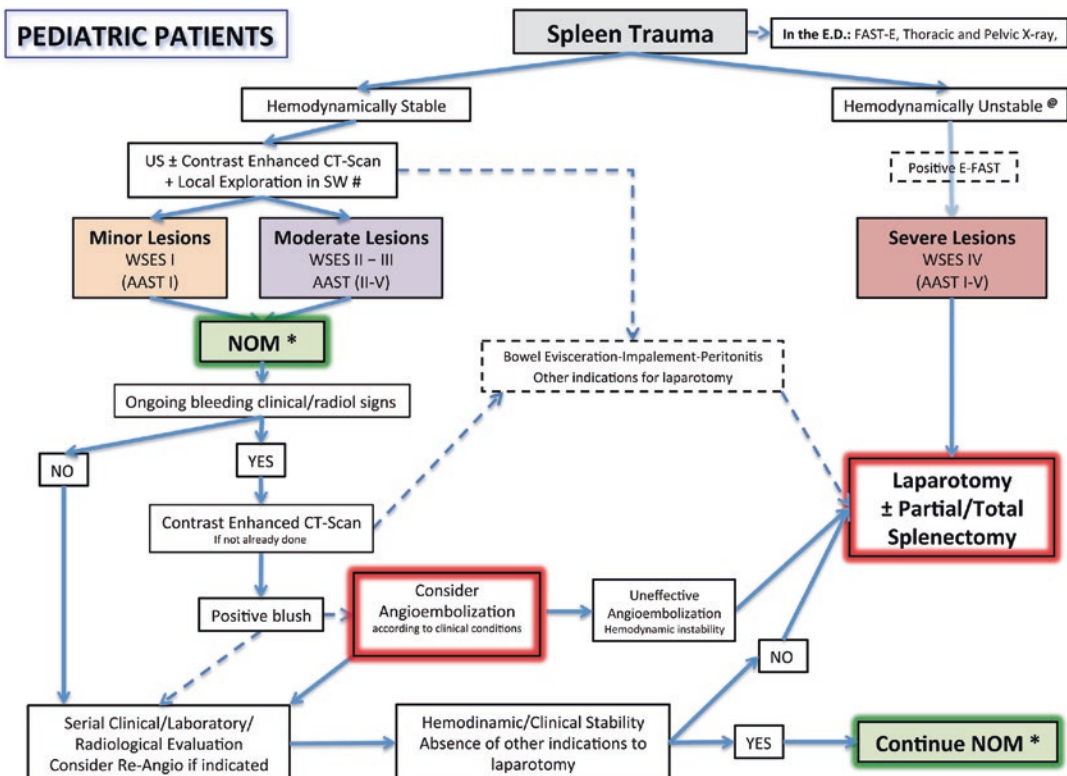 PEDIATRIC PATIENTS
Spleen Trauma
In the E.D.: FAST-E, Thoracic and Pelvic X-ray,
Hemodynamically Stable
Hemodynamically Unstable @
US ± Contrast Enhanced CT-Scan
+ Local Exploration in SW #
Positive E-FAST
Minor Lesions
WSES I
(AAST I)
Moderate Lesions
WSES II – III
AAST (II-V)
Severe Lesions
WSES IV
(AAST I-V)
NOM *
Bowel Evisceration-Impalement-Peritonitis
Other indications for laparotomy
Ongoing bleeding clinical/radiol signs
NO
YES
Laparotomy
± Partial/Total
Splenectomy
Contrast Enhanced CT-Scan
If not already done
Positive blush
Consider
Angioembolization
according to clinical conditions
Uneffective
Angioembolization
Hemodynamic instability
NO
Serial Clinical/Laboratory/
Radiological Evaluation
Consider Re-Angio if indicated
Hemodinamic/Clinical Stability
Absence of other indications to
laparotomy
YES
Continue NOM *